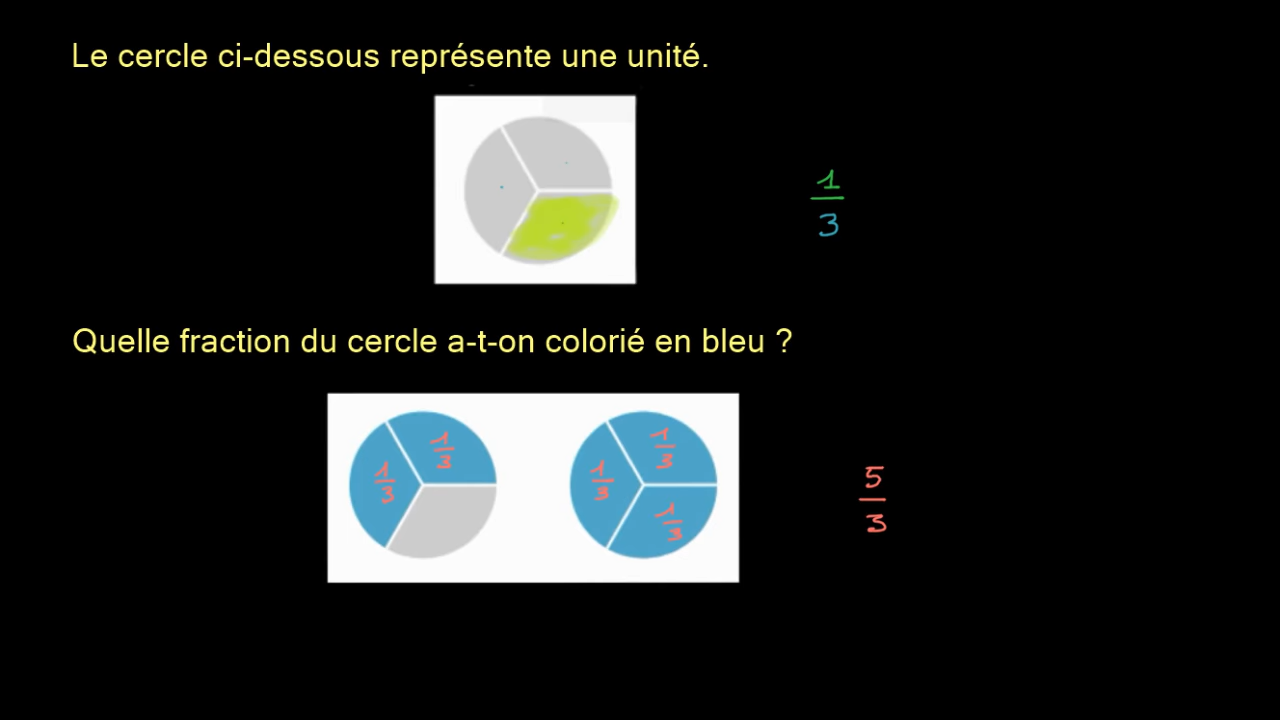 Le cercle ci-dessous représente une unité.
1
3
Quelle fraction du cercle a-t-on colorié en bleu ?
1/3 1/3 1/3 1/3 1/3
5
3